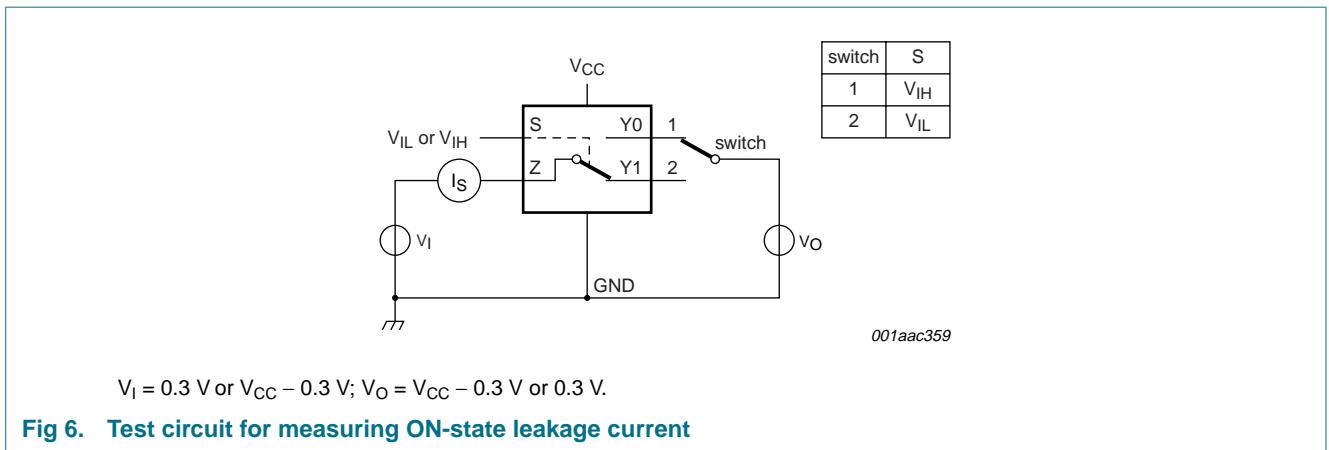 switch S
1 VIH
2 VIL
VCC
S Y0 1
VIL or VIH
switch
Z Y1 2
IS
VI
VO
GND
001aac359
VI = 0.3 V or VCC − 0.3 V; VO = VCC − 0.3 V or 0.3 V.
Fig 6. Test circuit for measuring ON-state leakage current